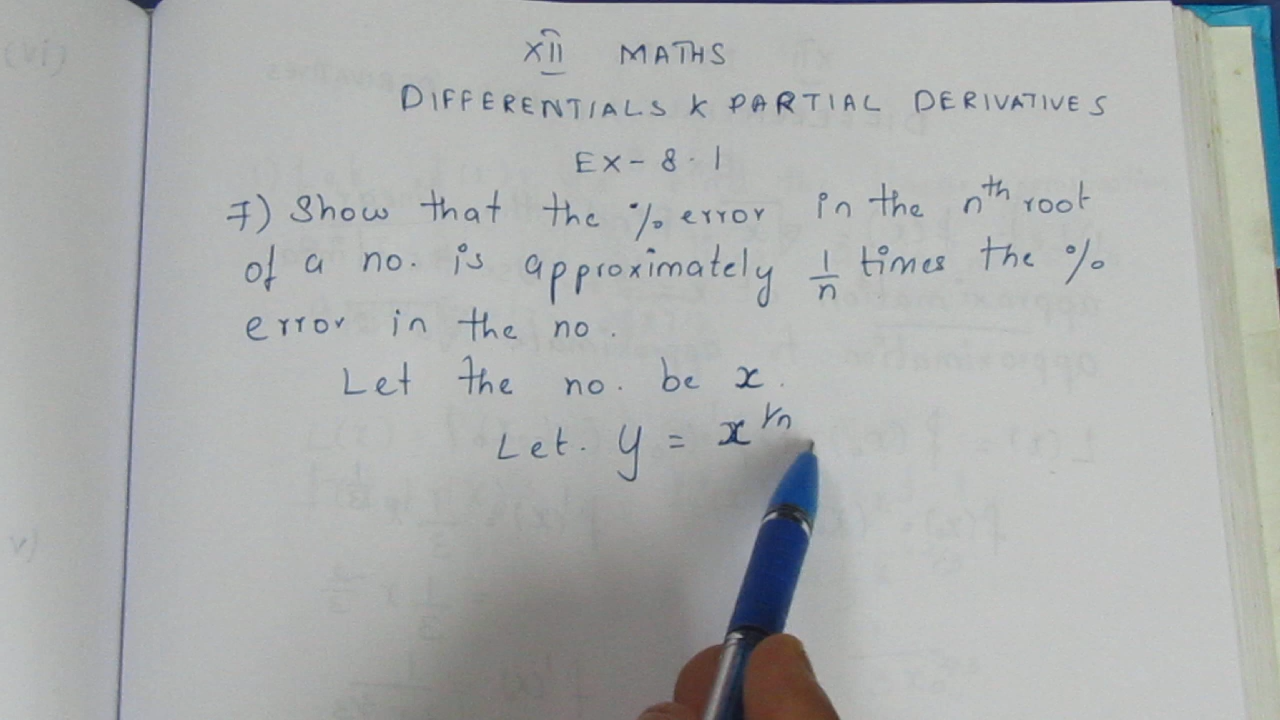 XII MATHS
DIFFERENTIALS & PARTIAL DERIVATIVES
EX - 8.1
7) Show that the % error in the nth root
of a no. is approximately 1/n times the %
error in the no.
Let the no. be x.
Let. y = x^1/n
(vi)
v)